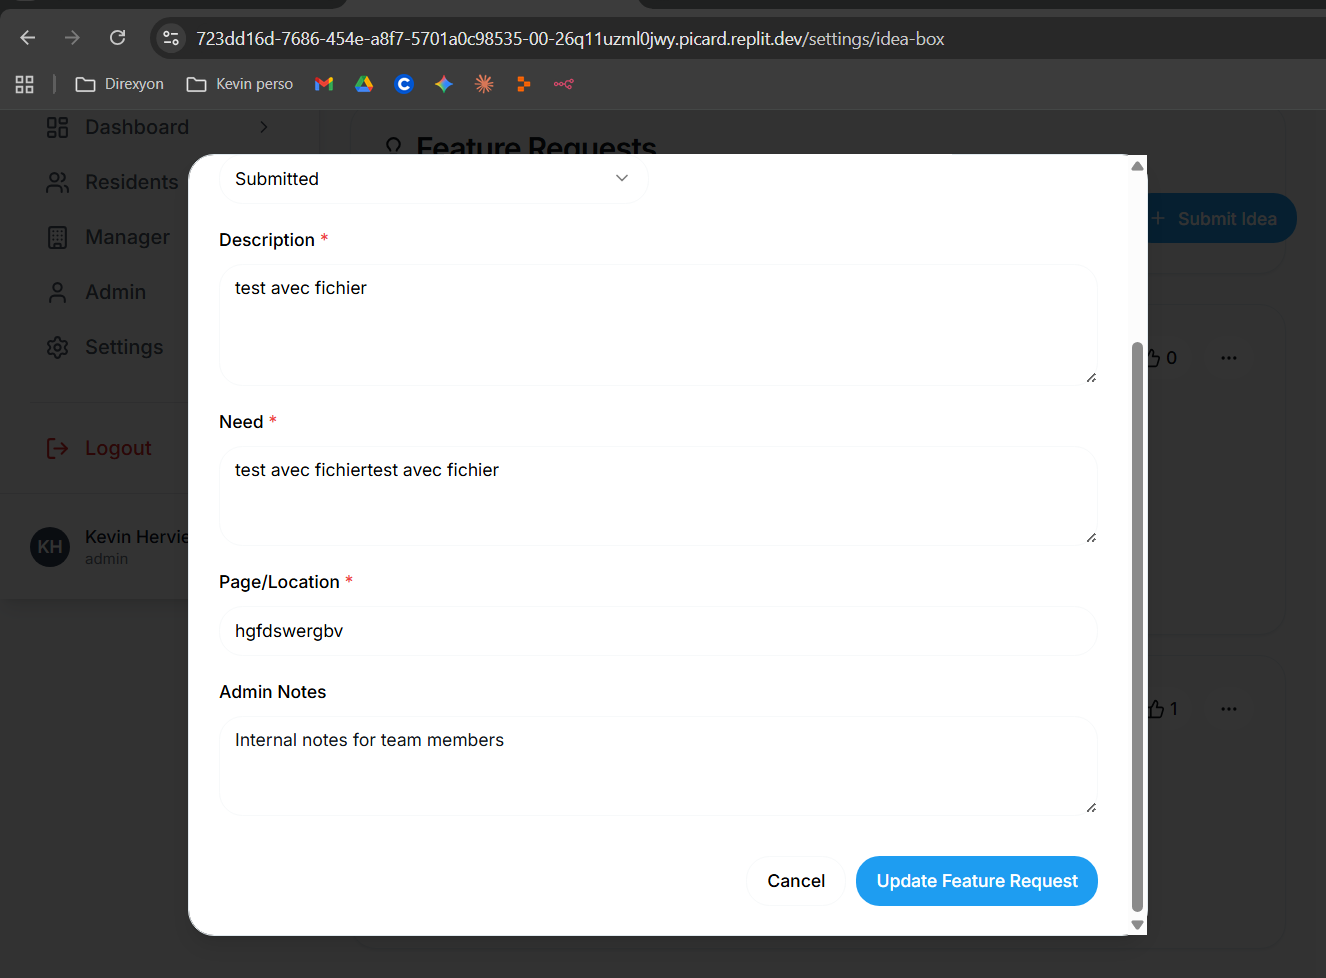 723dd16d-7686-454e-a8f7-5701a0c98535-00-26q11uzml0jwy.picard.replit.dev/settings/idea-box
Direxyon
Kevin perso
Dashboard
Residents
Manager
Admin
Settings
Logout
KH
Kevin Hervie
admin
Feature Requests
Submit Idea
0
1
Submitted
Description *
test avec fichier
Need *
test avec fichiertest avec fichier
Page/Location *
hgfdswergbv
Admin Notes
Internal notes for team members
Cancel
Update Feature Request